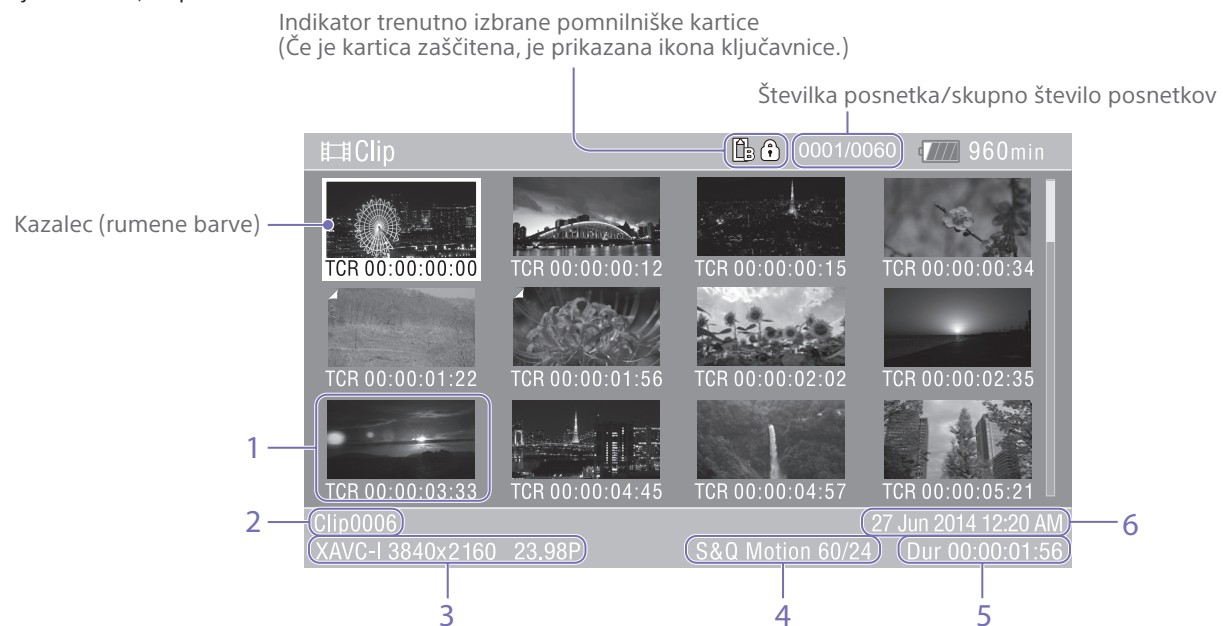 Indikator trenutno izbrane pomnilniške kartice
(Če je kartica zaščitena, je prikazana ikona ključavnice.)
Številka posnetka/skupno število posnetkov
Clip
B
0001/0060
960min
Kazalec (rumene barve)
TCR 00:00:00:00
TCR 00:00:00:12
TCR 00:00:00:15
TCR 00:00:00:34
TCR 00:00:01:22
TCR 00:00:01:56
TCR 00:00:02:02
TCR 00:00:02:35
1
TCR 00:00:03:33
TCR 00:00:04:45
TCR 00:00:04:57
TCR 00:00:05:21
2
Clip0006
27 Jun 2014 12:20 AM
6
XAVC-I 3840x2160 23.98P
S&Q Motion 60/24
Dur 00:00:01:56
3
4
5